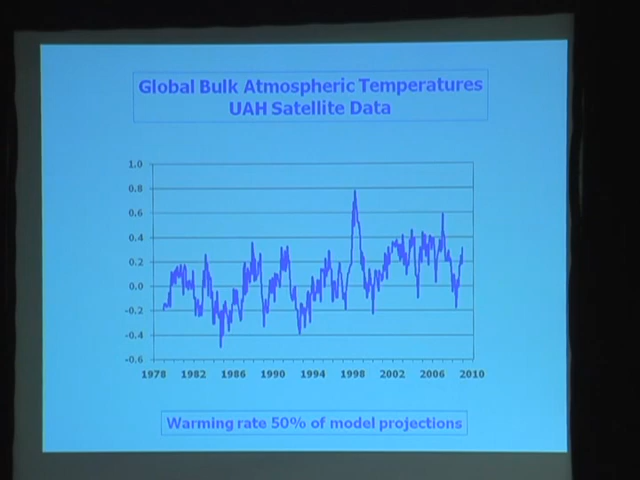 Global Bulk Atmospheric Temperatures
UAH Satellite Data
1.0
0.8
0.6
0.4
0.2
0.0
-0.2
-0.4
-0.6
1978 1982 1986 1990 1994 1998 2002 2006 2010
Warming rate 50% of model projections